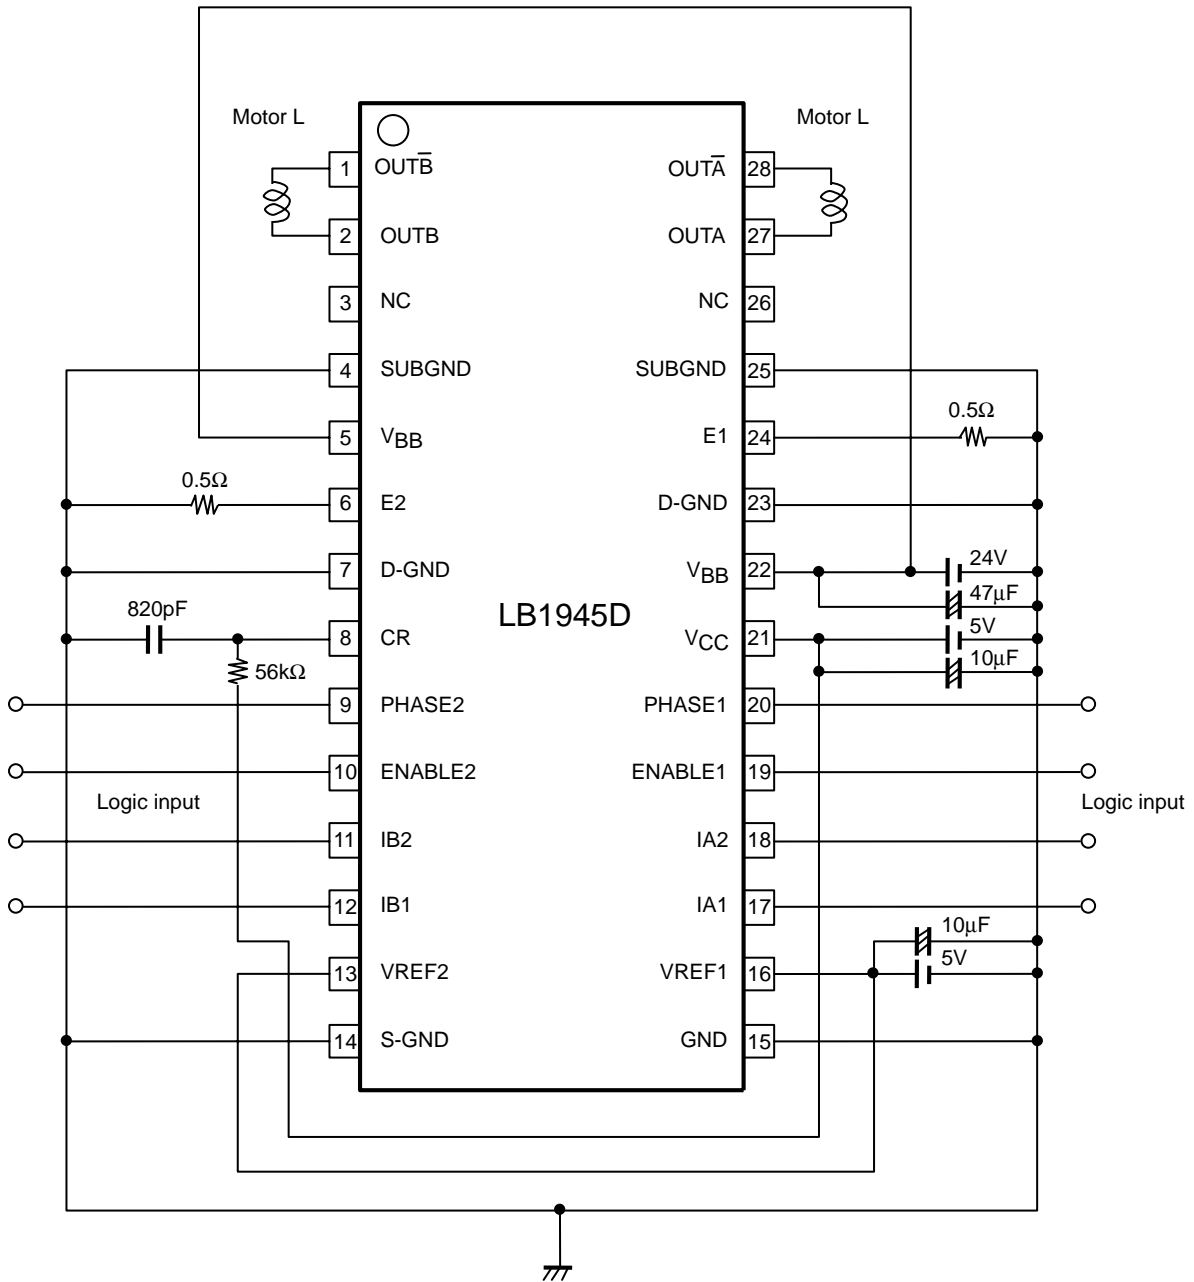 Motor L
Motor L
1 OUTB̅
OUTA̅ 28
2 OUTB
OUTA 27
3 NC
NC 26
4 SUBGND
SUBGND 25
0.5Ω
5 VBB
E1 24
0.5Ω
6 E2
D-GND 23
7 D-GND
VBB 22
24V
47μF
820pF
LB1945D
8 CR
VCC 21
5V
10μF
56kΩ
9 PHASE2
PHASE1 20
10 ENABLE2
ENABLE1 19
Logic input
Logic input
11 IB2
IA2 18
12 IB1
IA1 17
10μF
5V
13 VREF2
VREF1 16
14 S-GND
GND 15